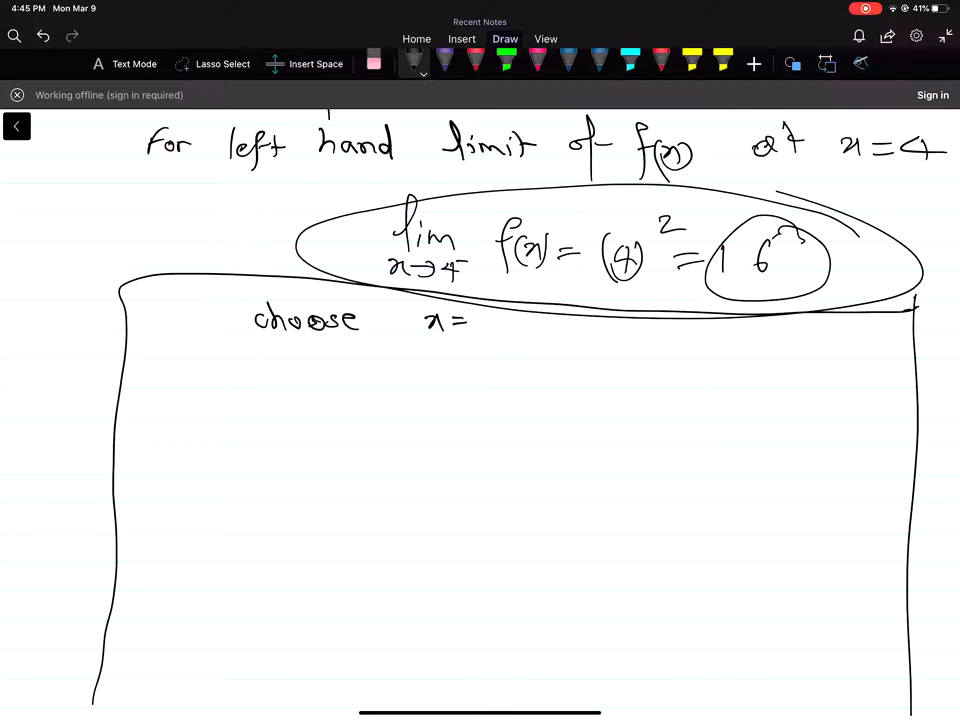 4:45 PM Mon Mar 9
41%
Recent Notes
Home Insert Draw View
Text Mode Lasso Select Insert Space
Working offline (sign in required) Sign in
For left hand limit of f(x) at x=4
lim f(x) = (4)² = 16
x→4⁻
choose x=